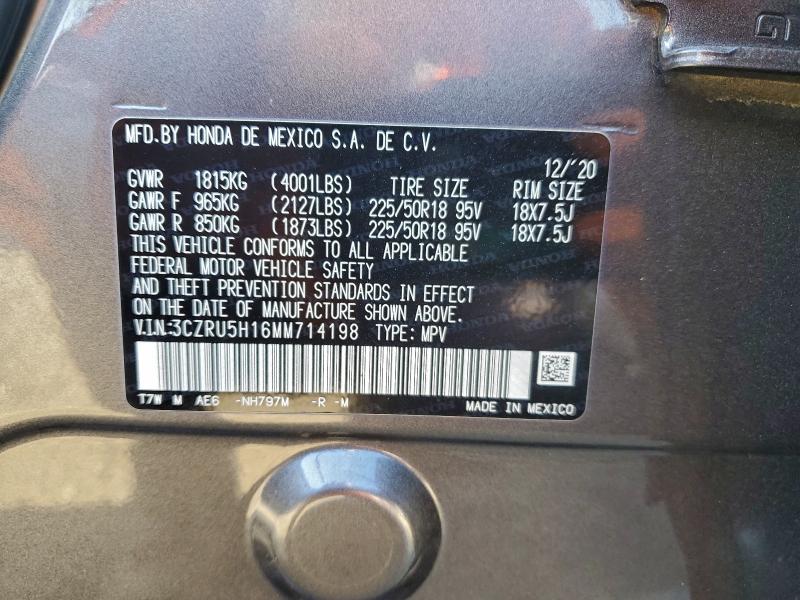 MFD.BY HONDA DE MEXICO S.A. DE C.V.
12/'20
GVWR 1815KG (4001LBS) TIRE SIZE RIM SIZE
GAWR F 965KG (2127LBS) 225/50R18 95V 18X7.5J
GAWR R 850KG (1873LBS) 225/50R18 95V 18X7.5J
THIS VEHICLE CONFORMS TO ALL APPLICABLE
FEDERAL MOTOR VEHICLE SAFETY
AND THEFT PREVENTION STANDARDS IN EFFECT
ON THE DATE OF MANUFACTURE SHOWN ABOVE.
V.I.N.:3CZRU5H16MM714198 TYPE: MPV
T7W M AE6 -NH797M -R -M
MADE IN MEXICO